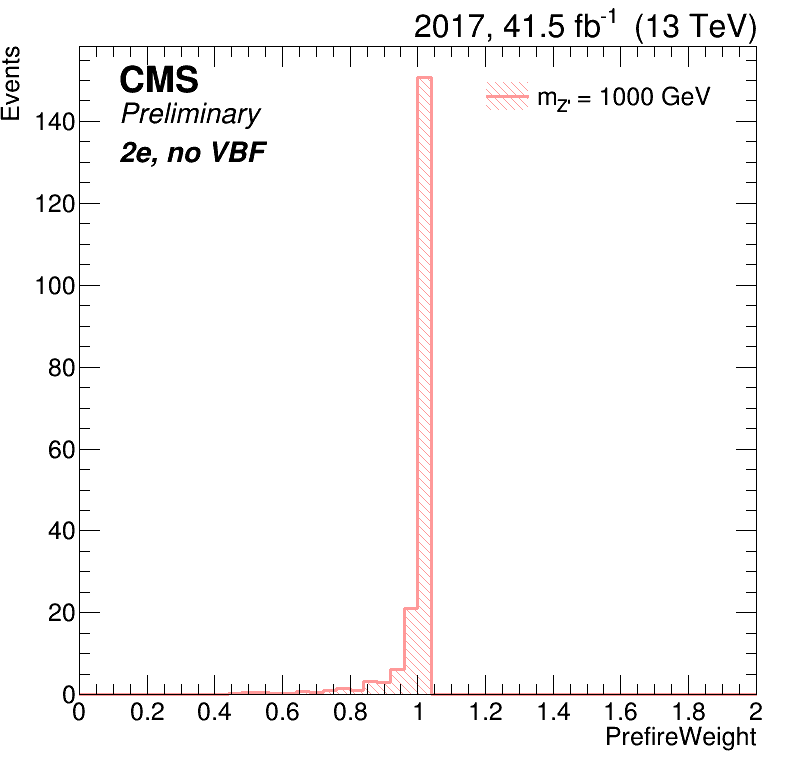 2017, 41.5 fb-1 (13 TeV)
Events
CMS
Preliminary
2e, no VBF
mZ' = 1000 GeV
140
120
100
80
60
40
20
0
0 0.2 0.4 0.6 0.8 1 1.2 1.4 1.6 1.8 2
PrefireWeight